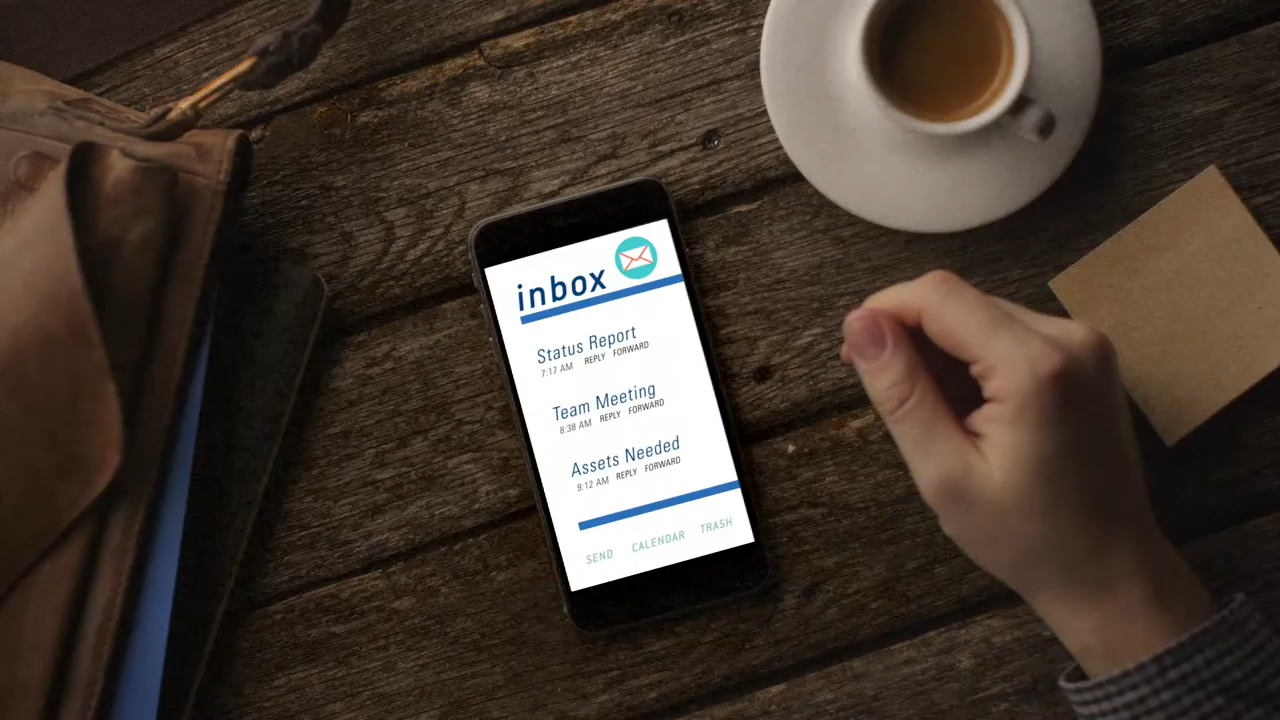 inbox
Status Report
7:17 AM REPLY FORWARD
Team Meeting
8:38 AM REPLY FORWARD
Assets Needed
9:12 AM REPLY FORWARD
SEND CALENDAR TRASH